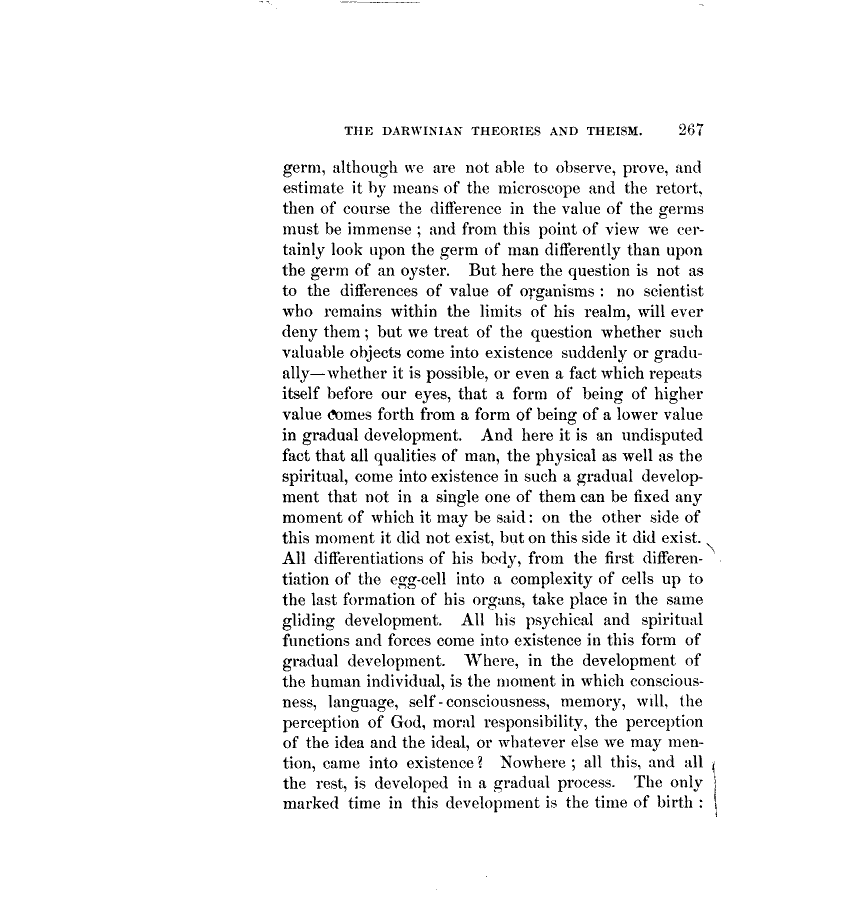 THE DARWINIAN THEORIES AND THEISM. 267
germ, although we are not able to observe, prove, and
estimate it by means of the microscope and the retort,
then of course the difference in the value of the germs
must be immense ; and from this point of view we cer-
tainly look upon the germ of man differently than upon
the germ of an oyster. But here the question is not as
to the differences of value of organisms : no scientist
who remains within the limits of his realm, will ever
deny them ; but we treat of the question whether such
valuable objects come into existence suddenly or gradu-
ally—whether it is possible, or even a fact which repeats
itself before our eyes, that a form of being of higher
value comes forth from a form of being of a lower value
in gradual development. And here it is an undisputed
fact that all qualities of man, the physical as well as the
spiritual, come into existence in such a gradual develop-
ment that not in a single one of them can be fixed any
moment of which it may be said: on the other side of
this moment it did not exist, but on this side it did exist.
All differentiations of his body, from the first differen-
tiation of the egg-cell into a complexity of cells up to
the last formation of his organs, take place in the same
gliding development. All his psychical and spiritual
functions and forces come into existence in this form of
gradual development. Where, in the development of
the human individual, is the moment in which conscious-
ness, language, self-consciousness, memory, will, the
perception of God, moral responsibility, the perception
of the idea and the ideal, or whatever else we may men-
tion, came into existence? Nowhere ; all this, and all
the rest, is developed in a gradual process. The only
marked time in this development is the time of birth :